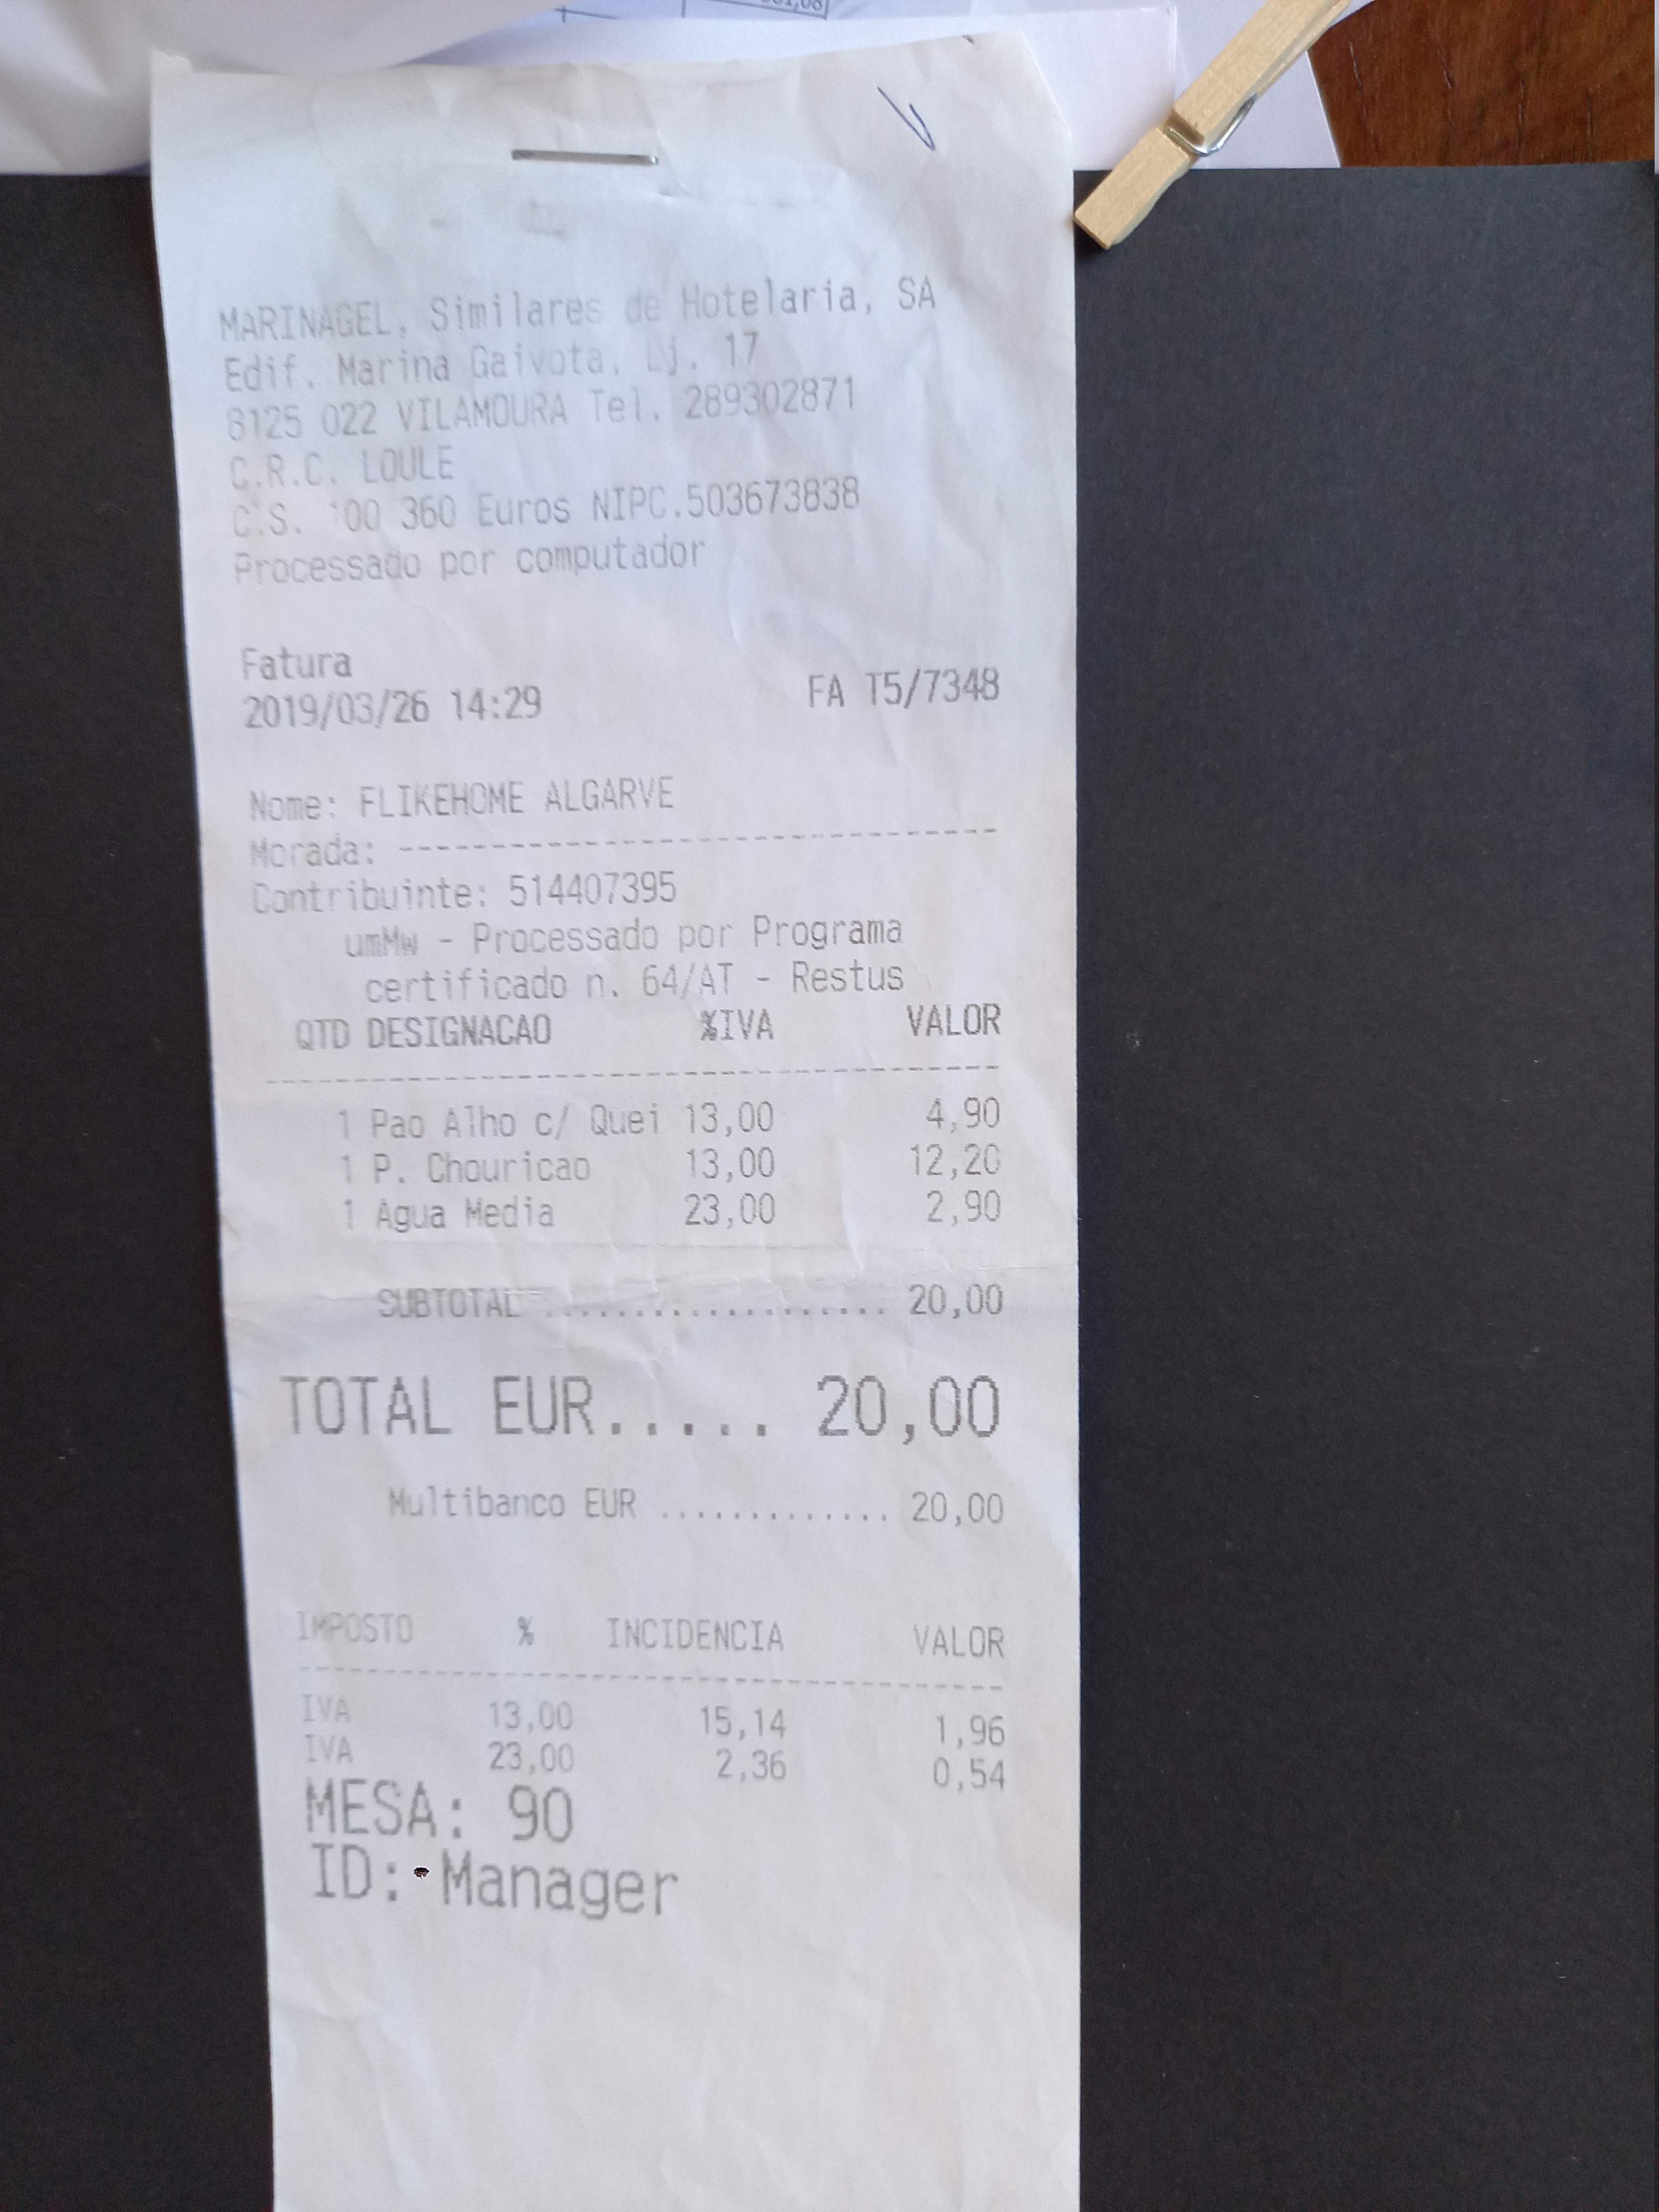 MARINAGEL, Similares de Hotelaria, SA
Edif. Marina Gaivota, Lj. 17
8125 022 VILAMOURA Tel. 289302871
C.R.C. LOULE
C.S. 100 360 Euros NIPC.503673838
Processado por computador
Fatura
2019/03/26 14:29 FA T5/7348
Nome: FLIKEHOME ALGARVE
Morada: --------------------------------
Contribuinte: 514407395
umMw - Processado por Programa
certificado n. 64/AT - Restus
QTD DESIGNACAO %IVA VALOR
1 Pao Alho c/ Quei 13,00 4,90
1 P. Chouricao 13,00 12,20
1 Agua Media 23,00 2,90
SUBTOTAL ................... 20,00
TOTAL EUR..... 20,00
Multibanco EUR ............. 20,00
IMPOSTO % INCIDENCIA VALOR
IVA 13,00 15,14 1,96
IVA 23,00 2,36 0,54
MESA: 90
ID: Manager